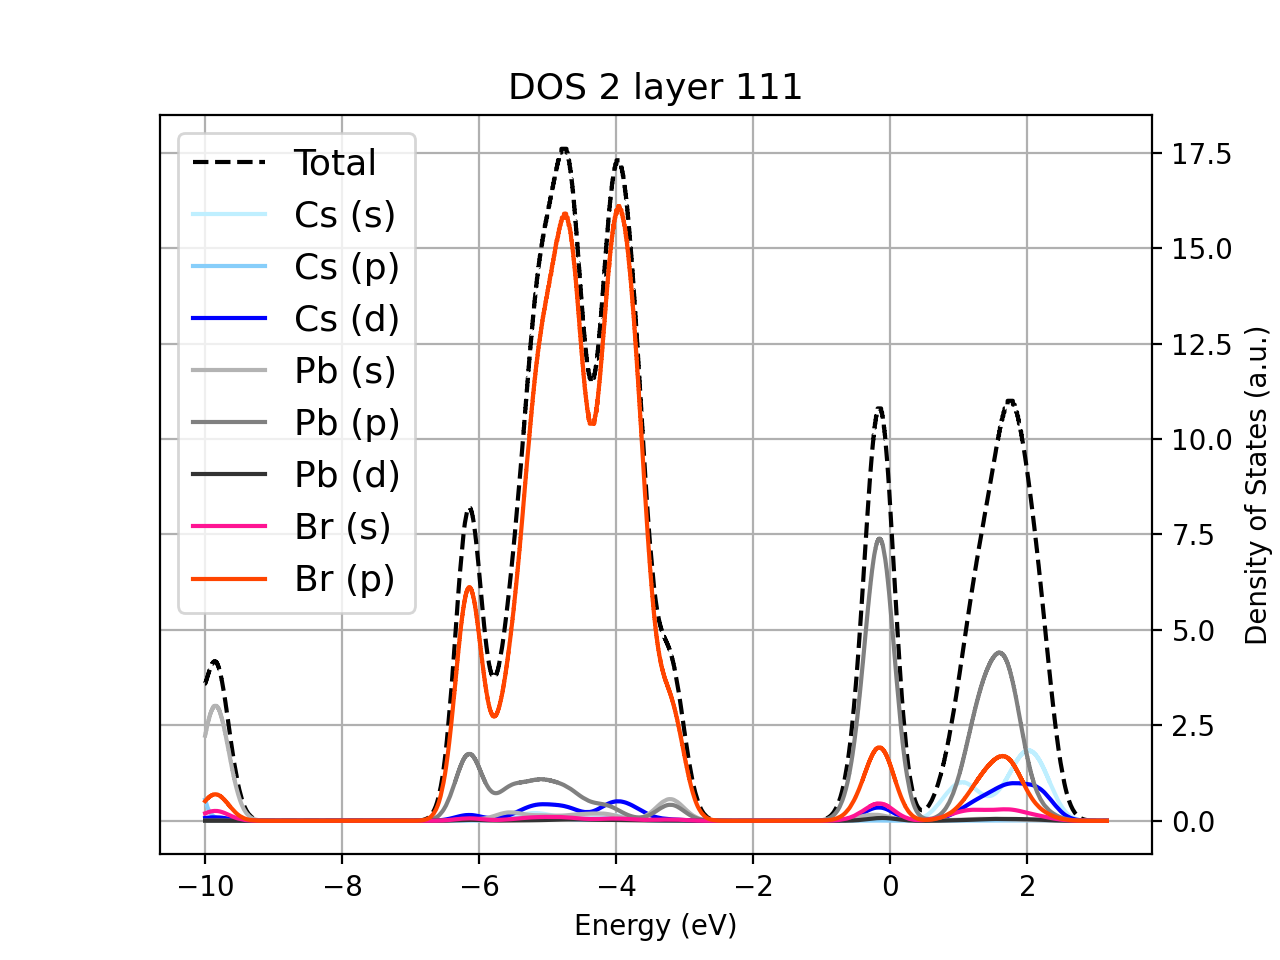 DOS 2 layer 111
Total
Cs (s)
Cs (p)
Cs (d)
Pb (s)
Pb (p)
Pb (d)
Br (s)
Br (p)
17.5
15.0
12.5
10.0
7.5
5.0
2.5
0.0
Density of States (a.u.)
−10 −8 −6 −4 −2 0 2
Energy (eV)